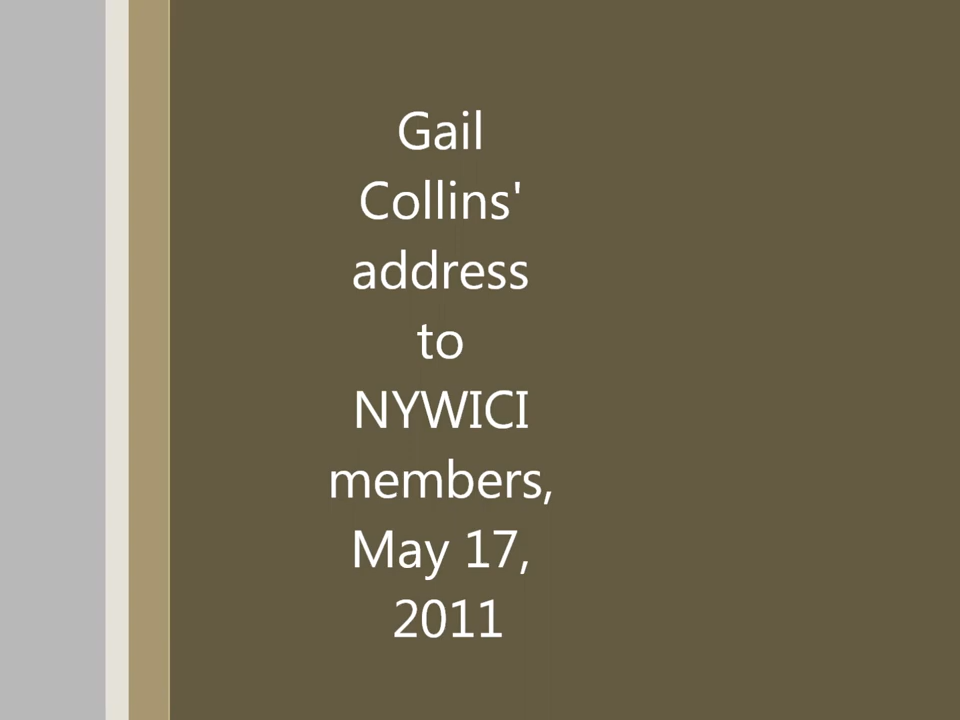 Gail
Collins'
address
to
NYWICI
members,
May 17,
2011